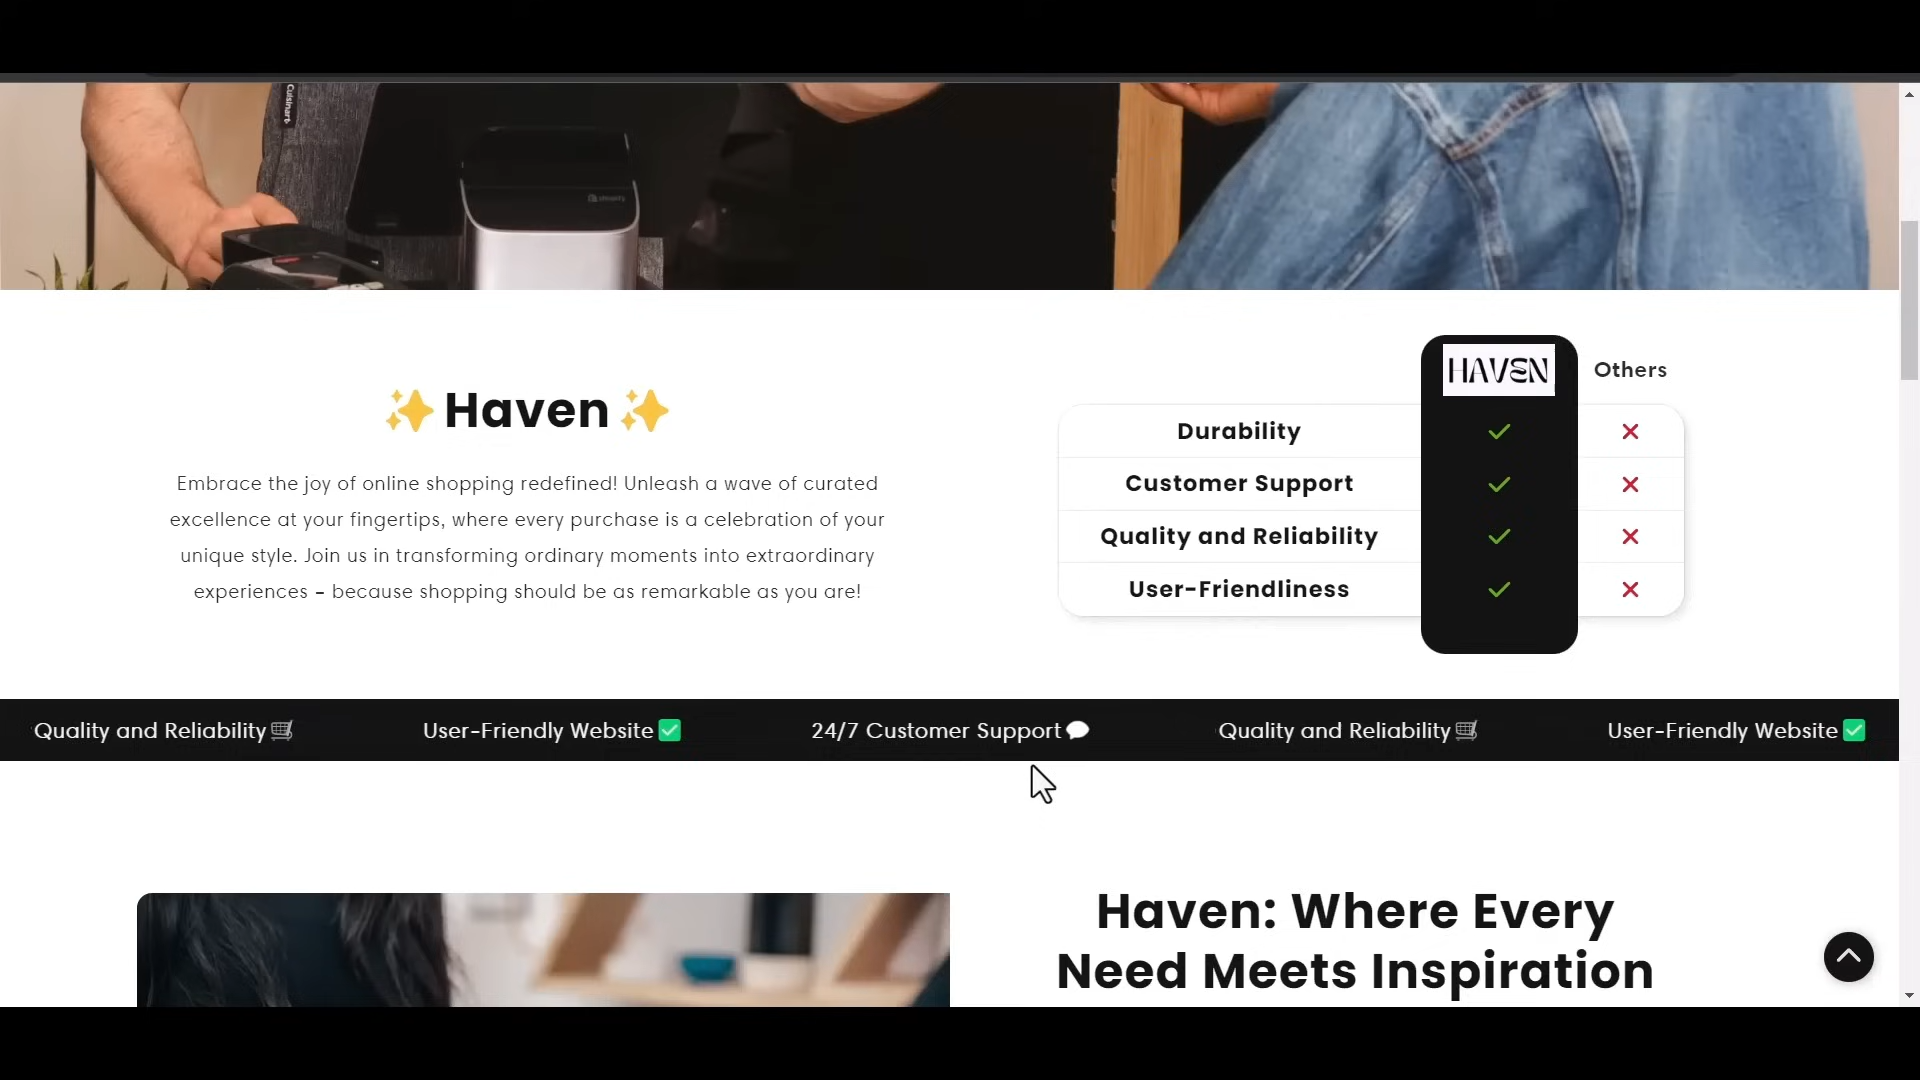 Cuisinart
shopify
HAVEN
Others
✨ Haven ✨
Embrace the joy of online shopping redefined! Unleash a wave of curated
excellence at your fingertips, where every purchase is a celebration of your
unique style. Join us in transforming ordinary moments into extraordinary
experiences – because shopping should be as remarkable as you are!
Durability ✓ ✕
Customer Support ✓ ✕
Quality and Reliability ✓ ✕
User-Friendliness ✓ ✕
Quality and Reliability🛒 User-Friendly Website✅ 24/7 Customer Support💬 Quality and Reliability🛒 User-Friendly Website✅
Haven: Where Every
Need Meets Inspiration